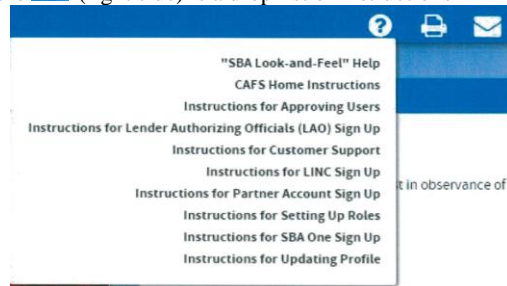 "SBA Look-and-Feel" Help
CAFS Home Instructions
Instructions for Approving Users
Instructions for Lender Authorizing Officials (LAO) Sign Up
Instructions for Customer Support
Instructions for LINC Sign Up
t in observance of
Instructions for Partner Account Sign Up
Instructions for Setting Up Roles
Instructions for SBA One Sign Up
Instructions for Updating Profile